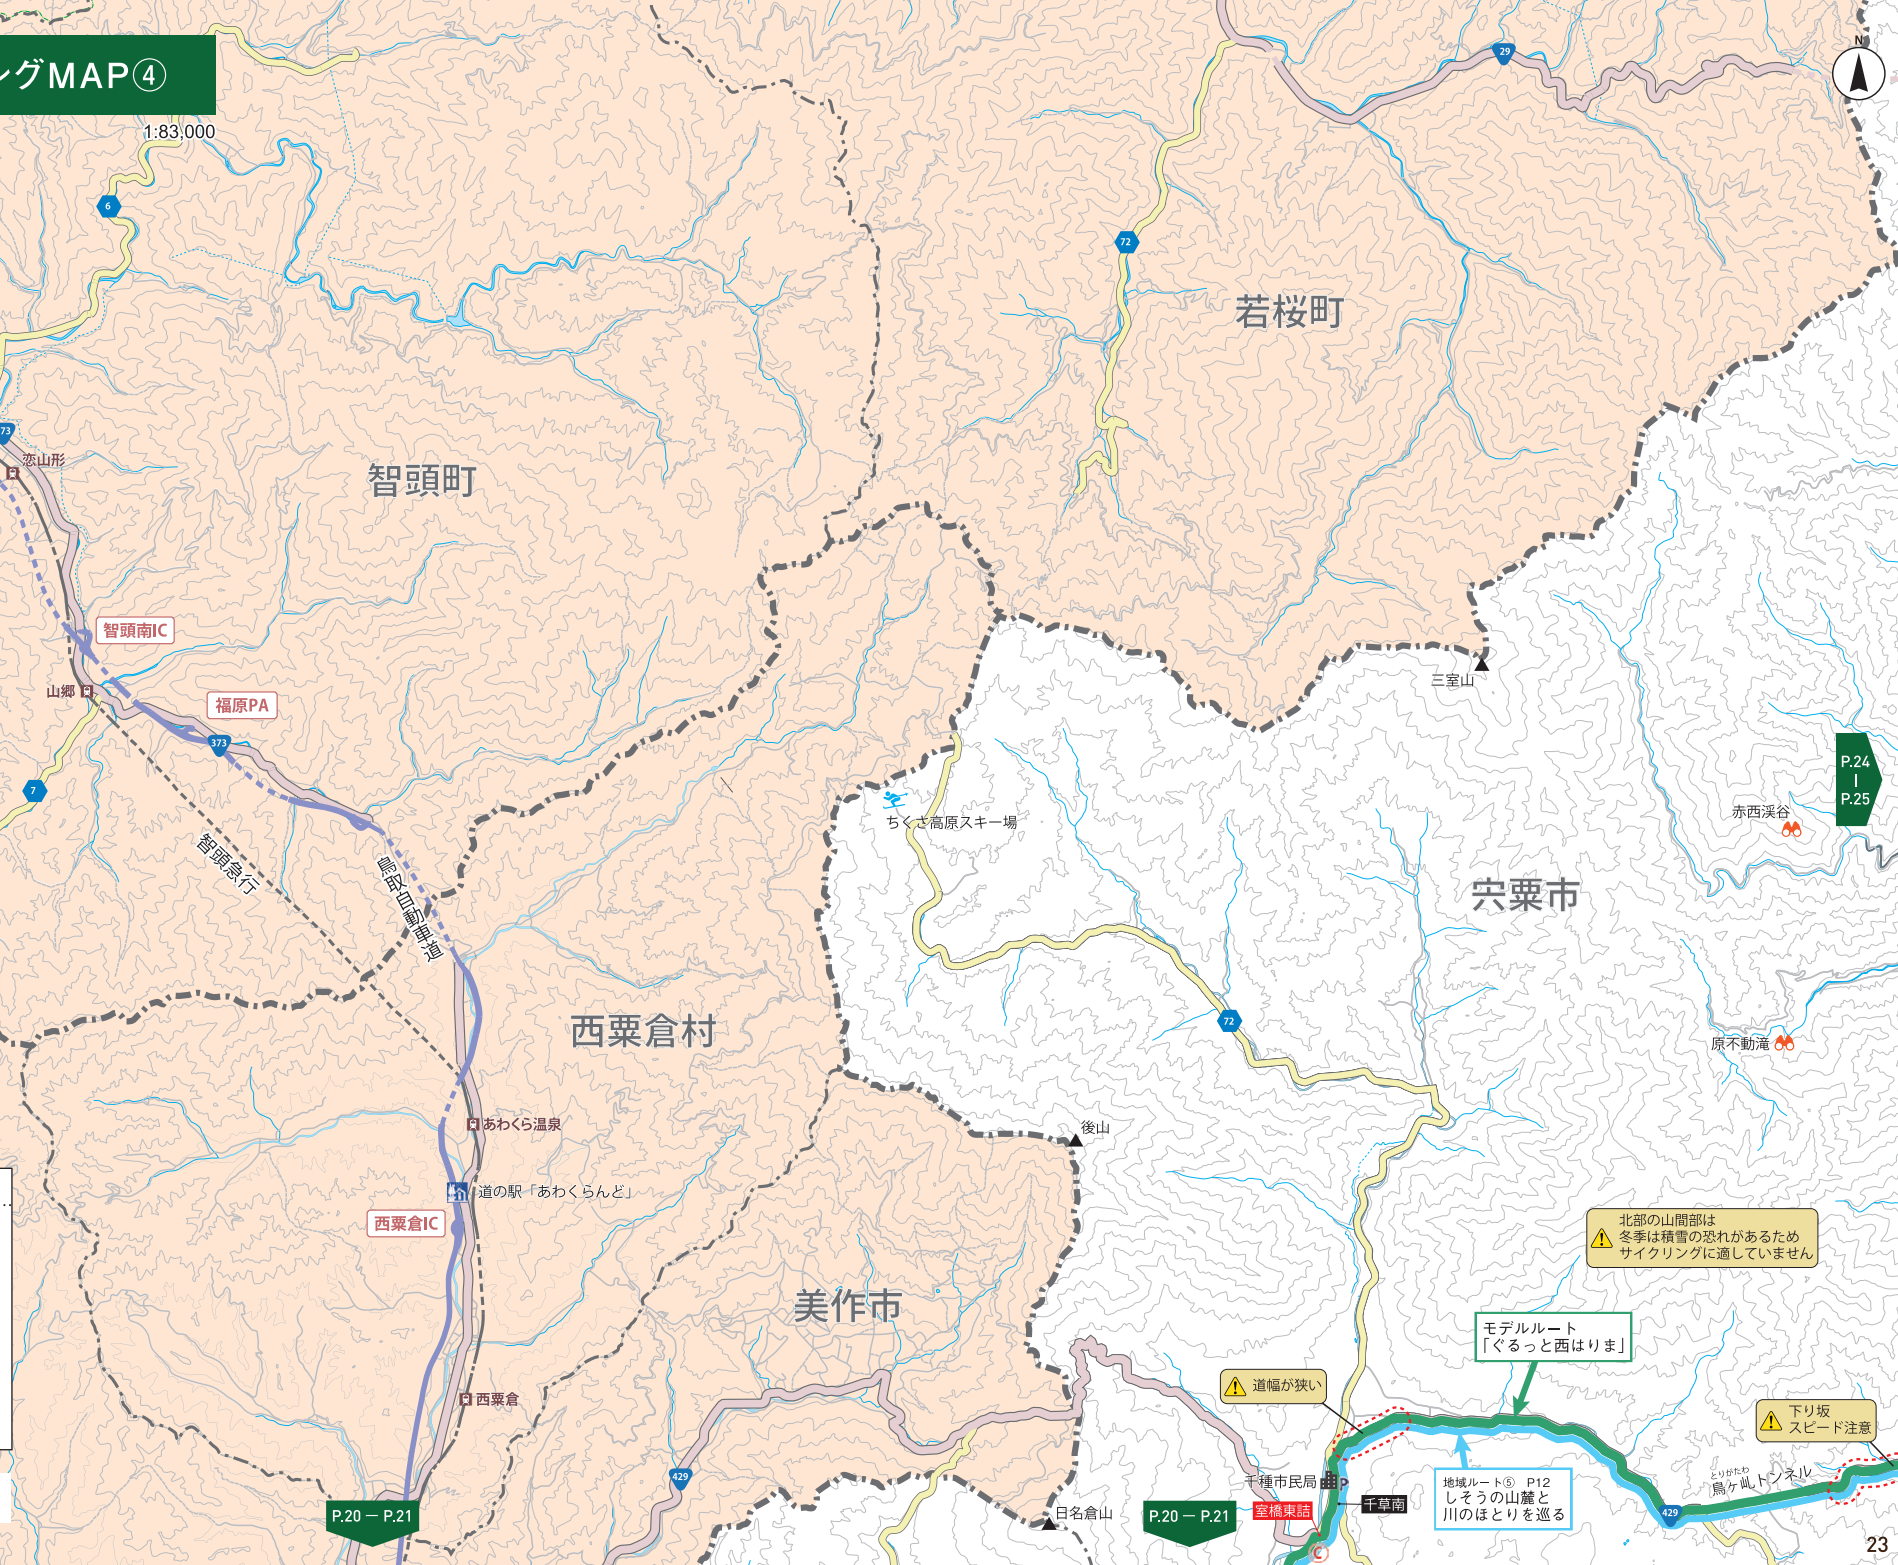 ングMAP④
1:83,000
N
29
6
72
若桜町
73
恋山形
智頭町
智頭南IC
山郷
福原PA
373
7
三室山
P.24
|
P.25
赤西渓谷
ちくさ高原スキー場
智頭急行
鳥取自動車道
宍粟市
西粟倉村
72
原不動滝
あわくら温泉
後山
道の駅「あわくらんど」
西粟倉IC
北部の山間部は
冬季は積雪の恐れがあるため
サイクリングに適していません
美作市
モデルルート
「ぐるっと西はりま」
道幅が狭い
西粟倉
下り坂
スピード注意
429
千種市民局
P
地域ルート⑤ P12
しそうの山麓と
川のほとりを巡る
とりがたわ
鳥ヶ乢トンネル
P.20 － P.21
日名倉山
P.20 － P.21
室橋東詰
千草南
429
C
23